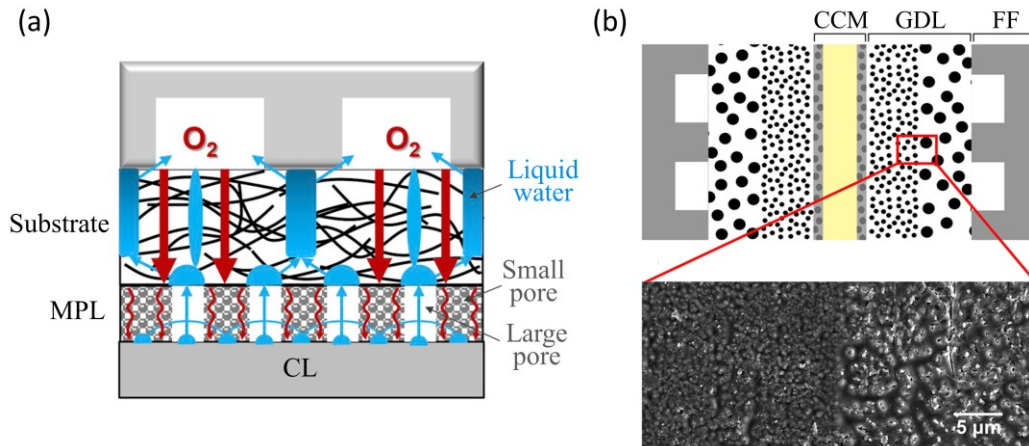 (a)
O2
O2
Liquid
water
Substrate
Small
pore
MPL
Large
pore
CL
(b)
CCM
GDL
FF
5 μm